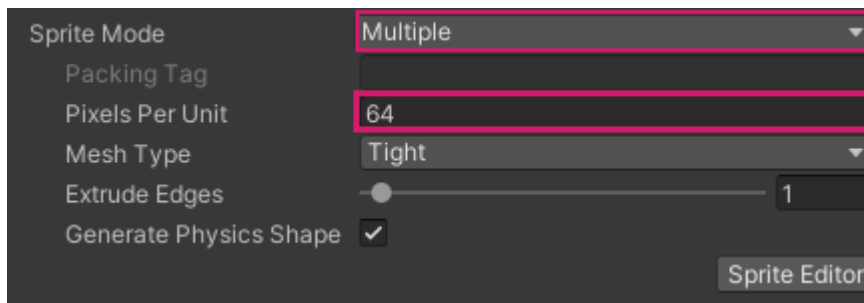 Sprite Mode Multiple
Packing Tag
Pixels Per Unit 64
Mesh Type Tight
Extrude Edges 1
Generate Physics Shape
Sprite Editor